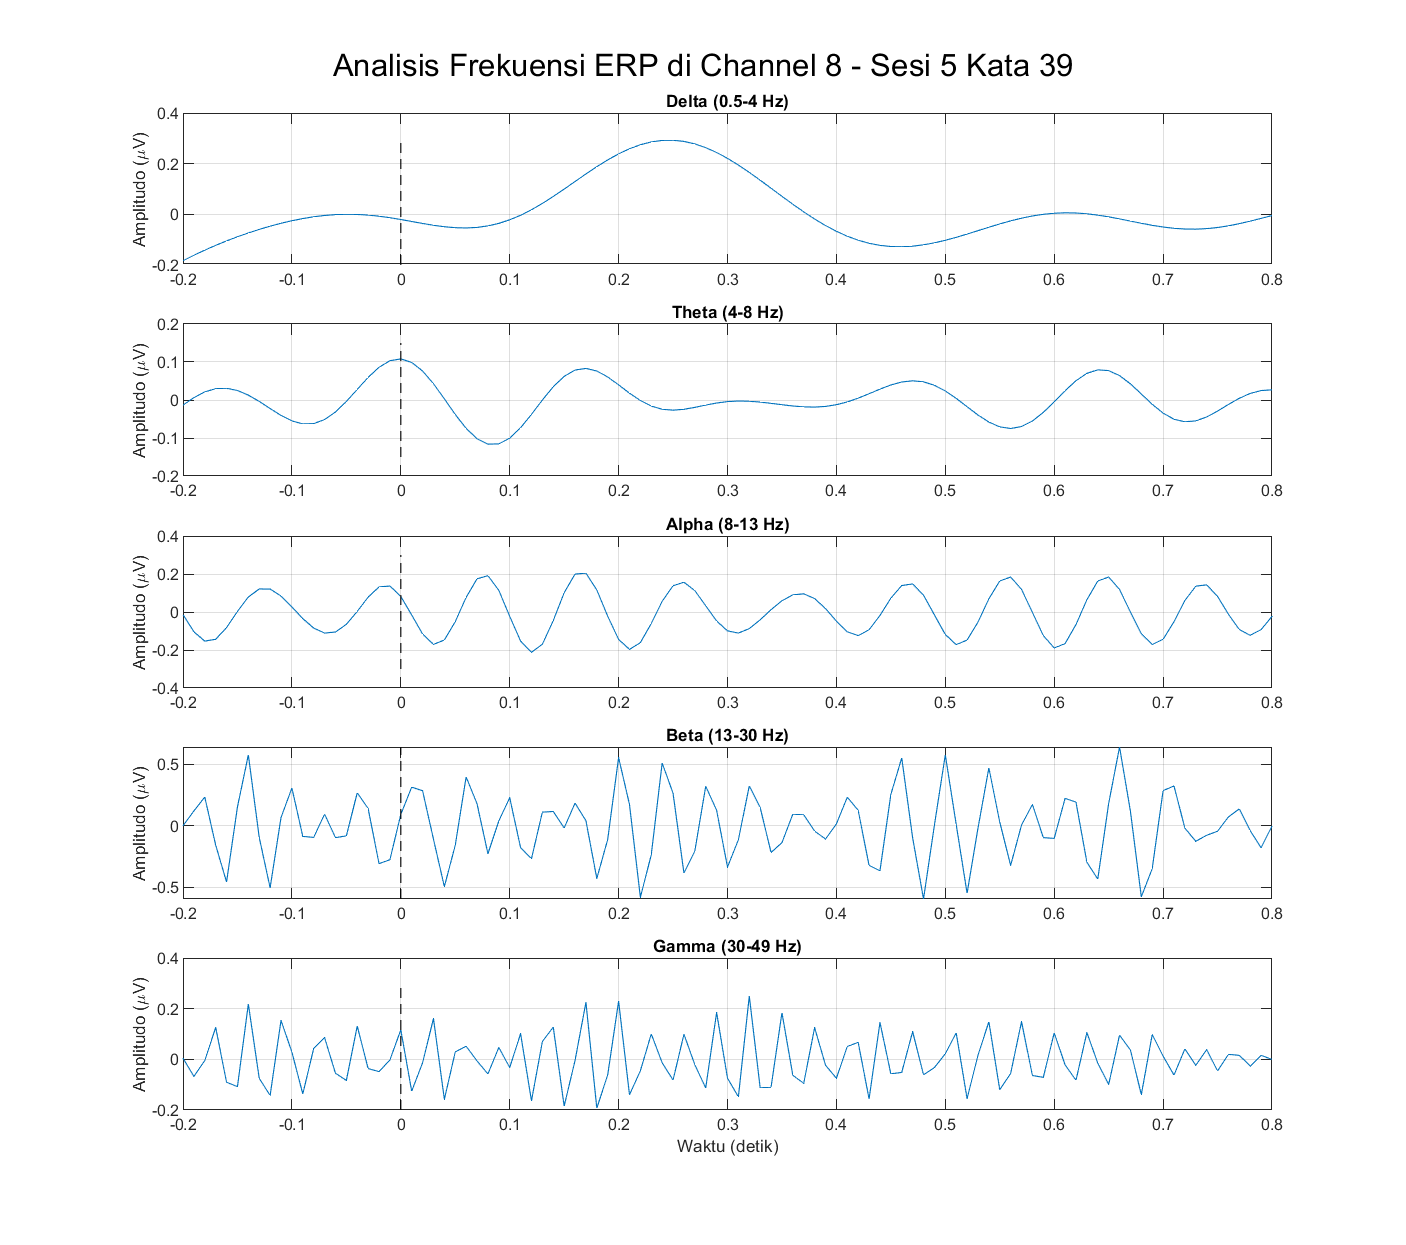 Analisis Frekuensi ERP di Channel 8 - Sesi 5 Kata 39
Delta (0.5-4 Hz)
Amplitudo (μV)
0.4
0.2
0
-0.2
-0.2 -0.1 0 0.1 0.2 0.3 0.4 0.5 0.6 0.7 0.8
Theta (4-8 Hz)
Amplitudo (μV)
0.2
0.1
0
-0.1
-0.2
-0.2 -0.1 0 0.1 0.2 0.3 0.4 0.5 0.6 0.7 0.8
Alpha (8-13 Hz)
Amplitudo (μV)
0.4
0.2
0
-0.2
-0.4
-0.2 -0.1 0 0.1 0.2 0.3 0.4 0.5 0.6 0.7 0.8
Beta (13-30 Hz)
Amplitudo (μV)
0.5
0
-0.5
-0.2 -0.1 0 0.1 0.2 0.3 0.4 0.5 0.6 0.7 0.8
Gamma (30-49 Hz)
Amplitudo (μV)
0.4
0.2
0
-0.2
-0.2 -0.1 0 0.1 0.2 0.3 0.4 0.5 0.6 0.7 0.8
Waktu (detik)